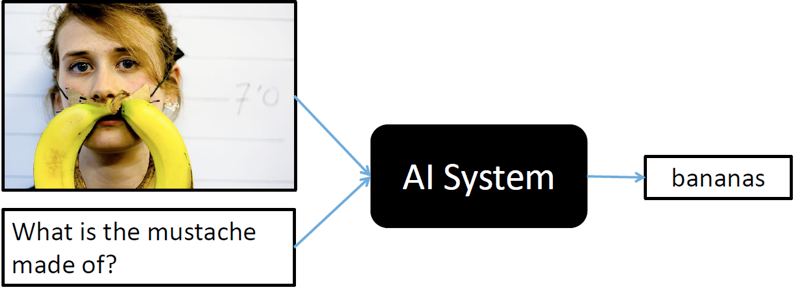 7'0
What is the mustache
made of?
AI System
bananas